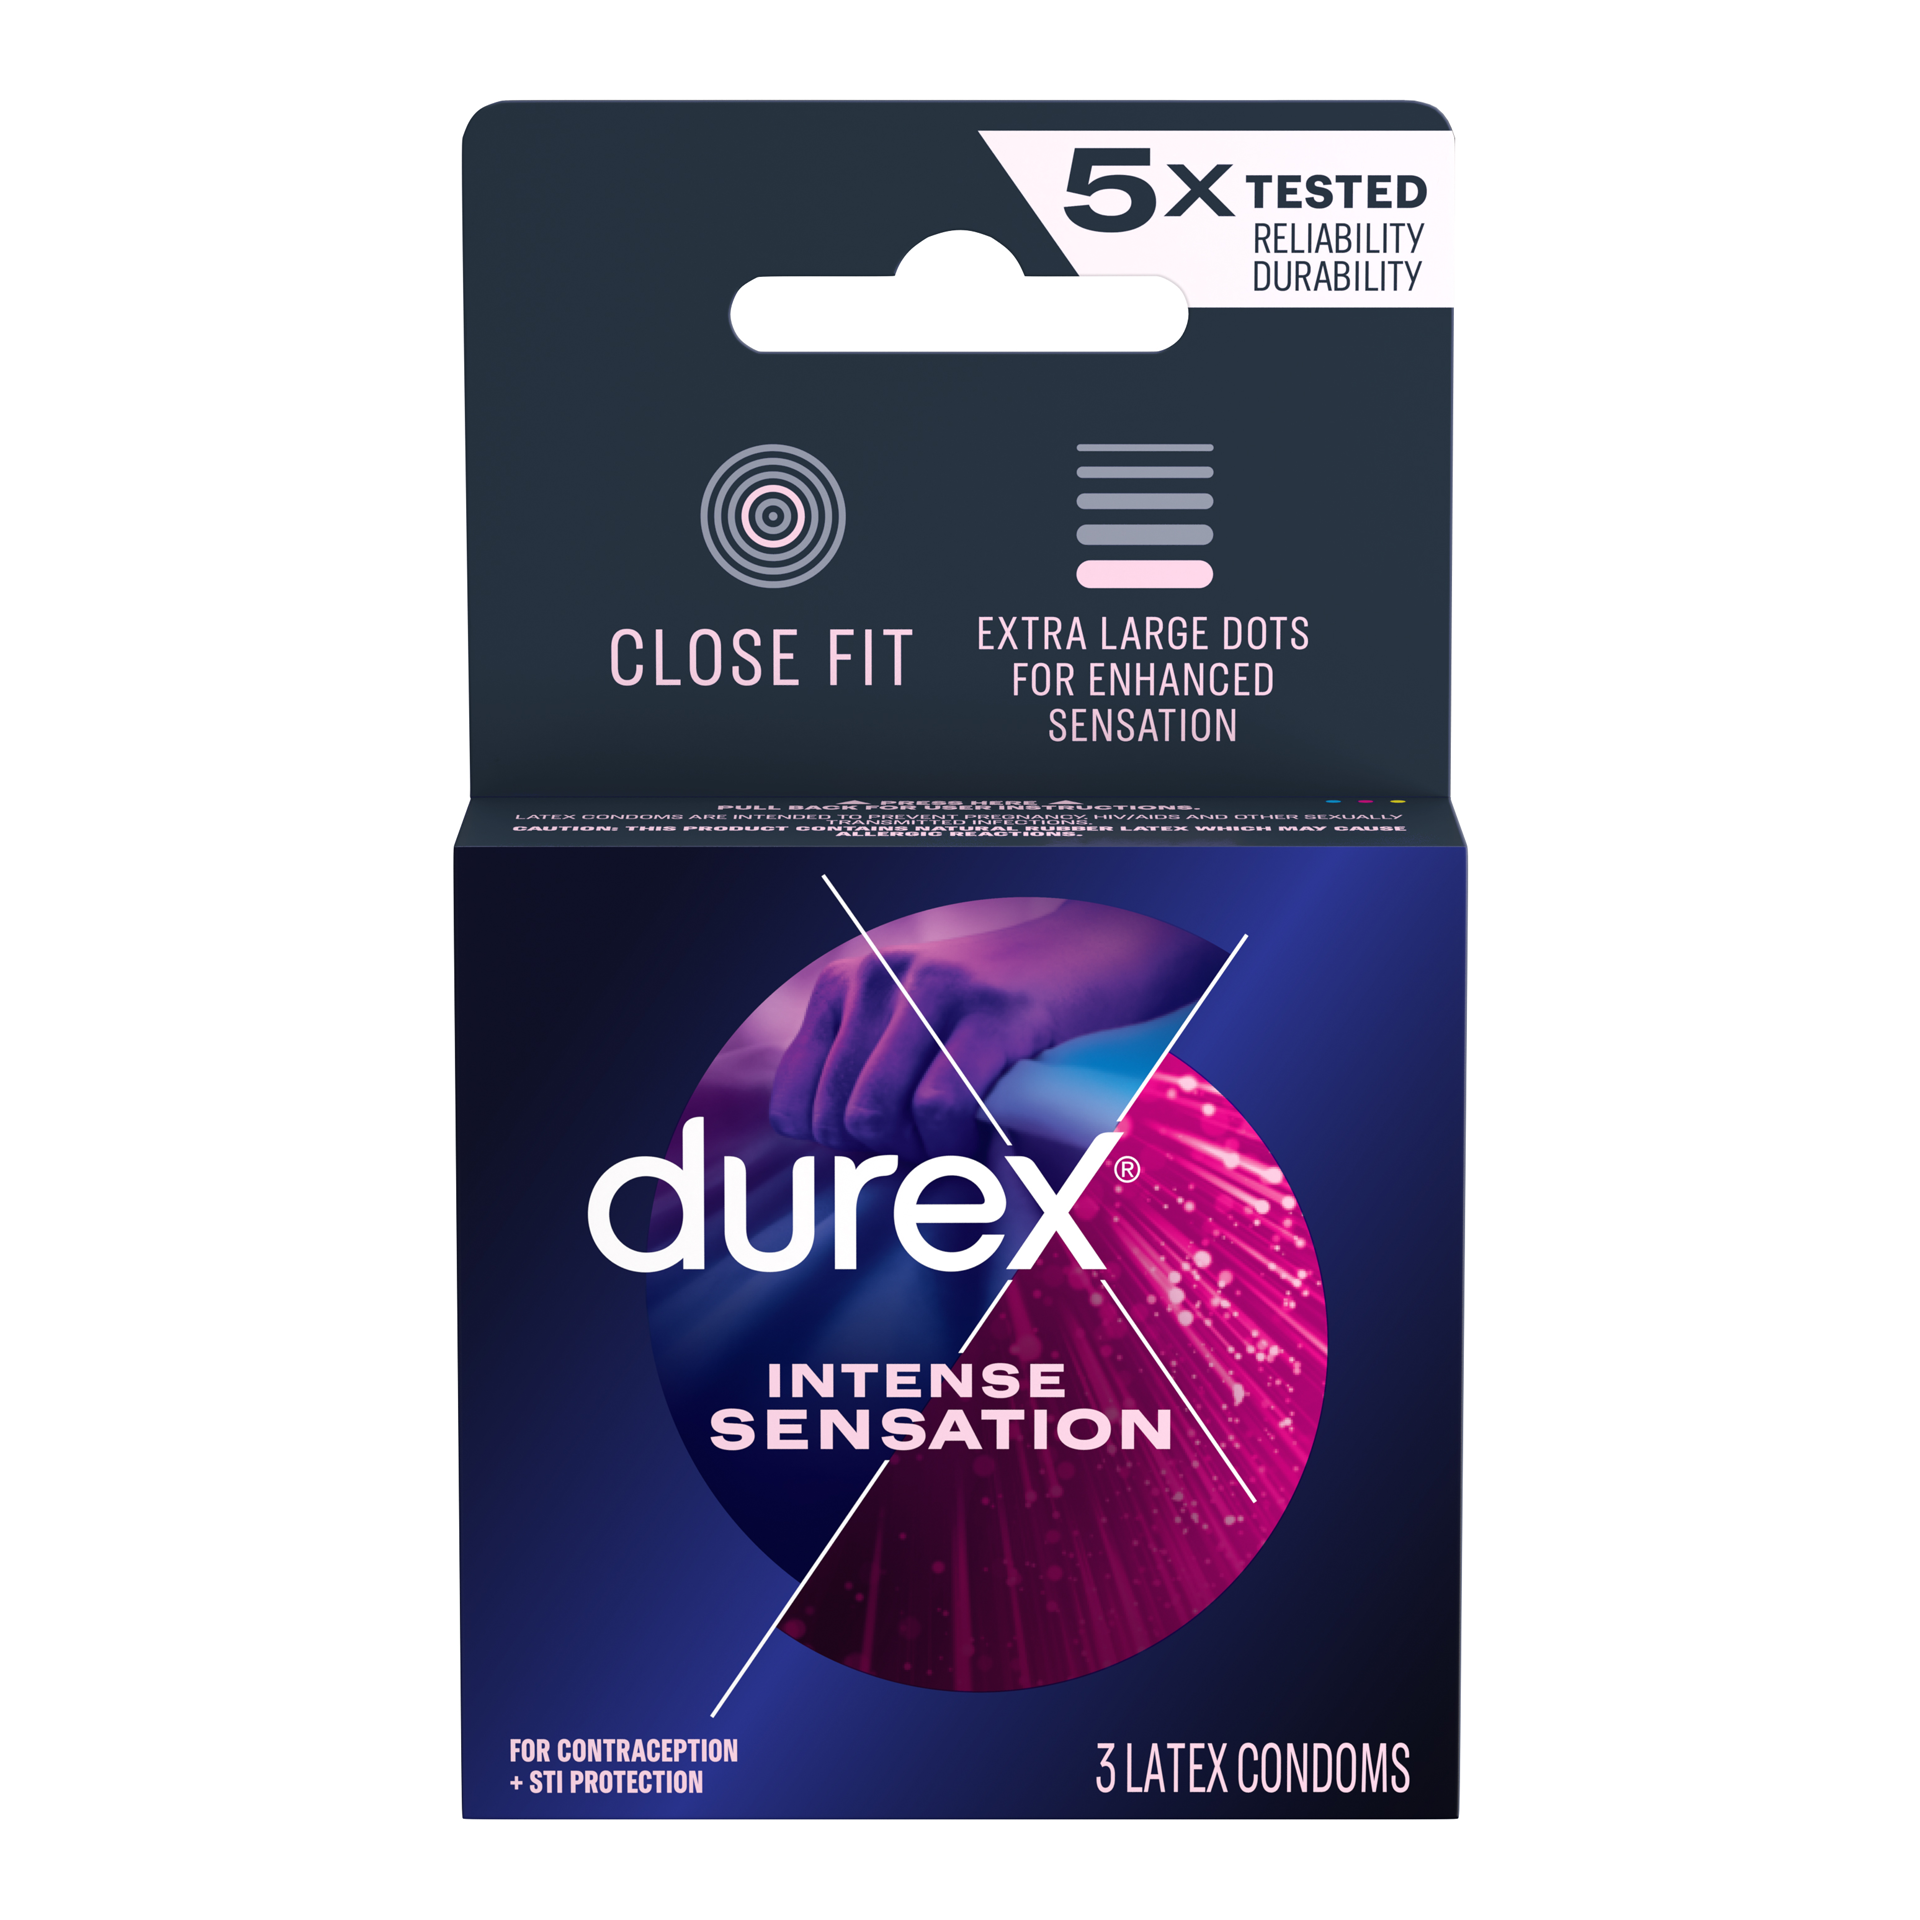 5X TESTED
RELIABILITY
DURABILITY
CLOSE FIT
EXTRA LARGE DOTS
FOR ENHANCED
SENSATION
PRESS HERE
PULL BACK FOR USER INSTRUCTIONS.
LATEX CONDOMS ARE INTENDED TO PREVENT PREGNANCY, HIV/AIDS AND OTHER SEXUALLY
TRANSMITTED INFECTIONS.
CAUTION: THIS PRODUCT CONTAINS NATURAL RUBBER LATEX WHICH MAY CAUSE
ALLERGIC REACTIONS.
durex®
INTENSE
SENSATION
FOR CONTRACEPTION
+ STI PROTECTION
3 LATEX CONDOMS